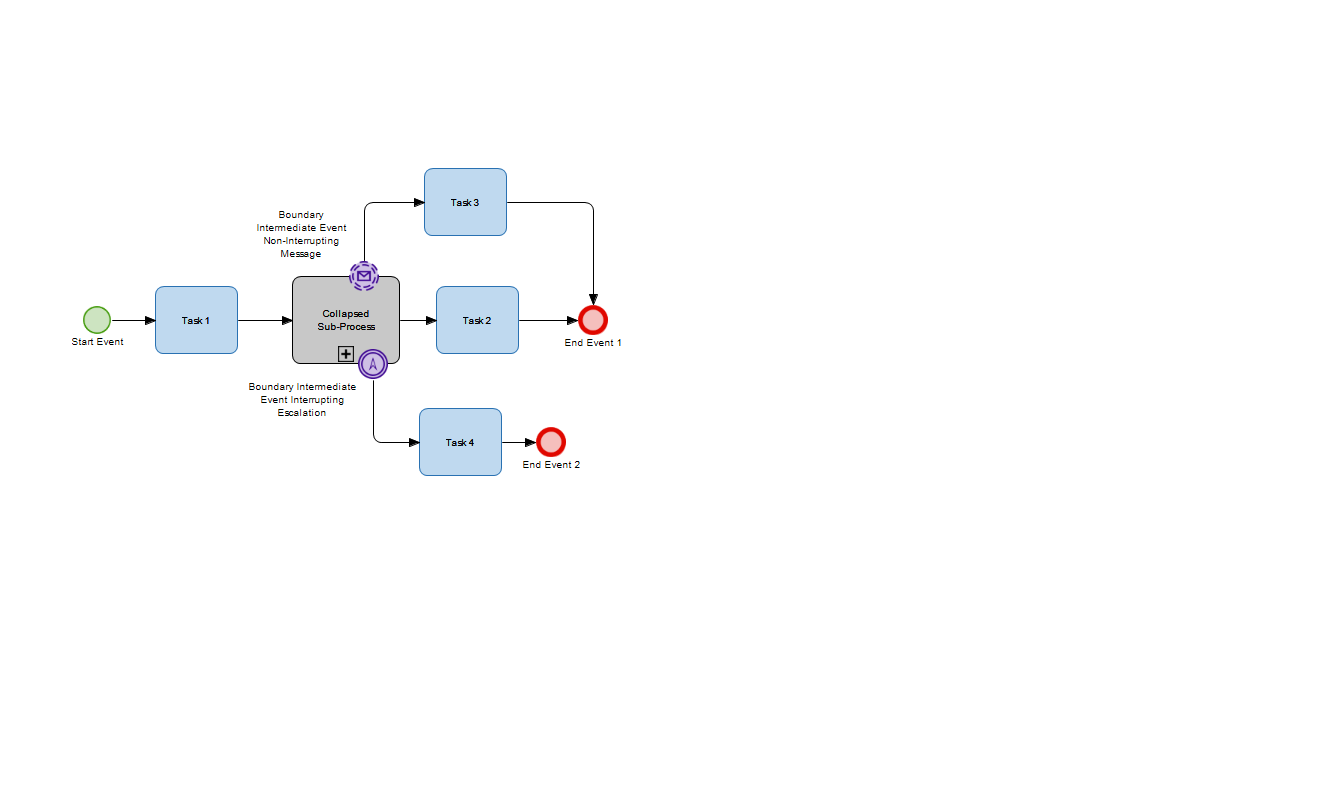 Task 3
Boundary
Intermediate Event
Non-Interrupting
Message
Start Event
Task 1
Collapsed
Sub-Process
Task 2
End Event 1
Boundary Intermediate
Event Interrupting
Escalation
Task 4
End Event 2